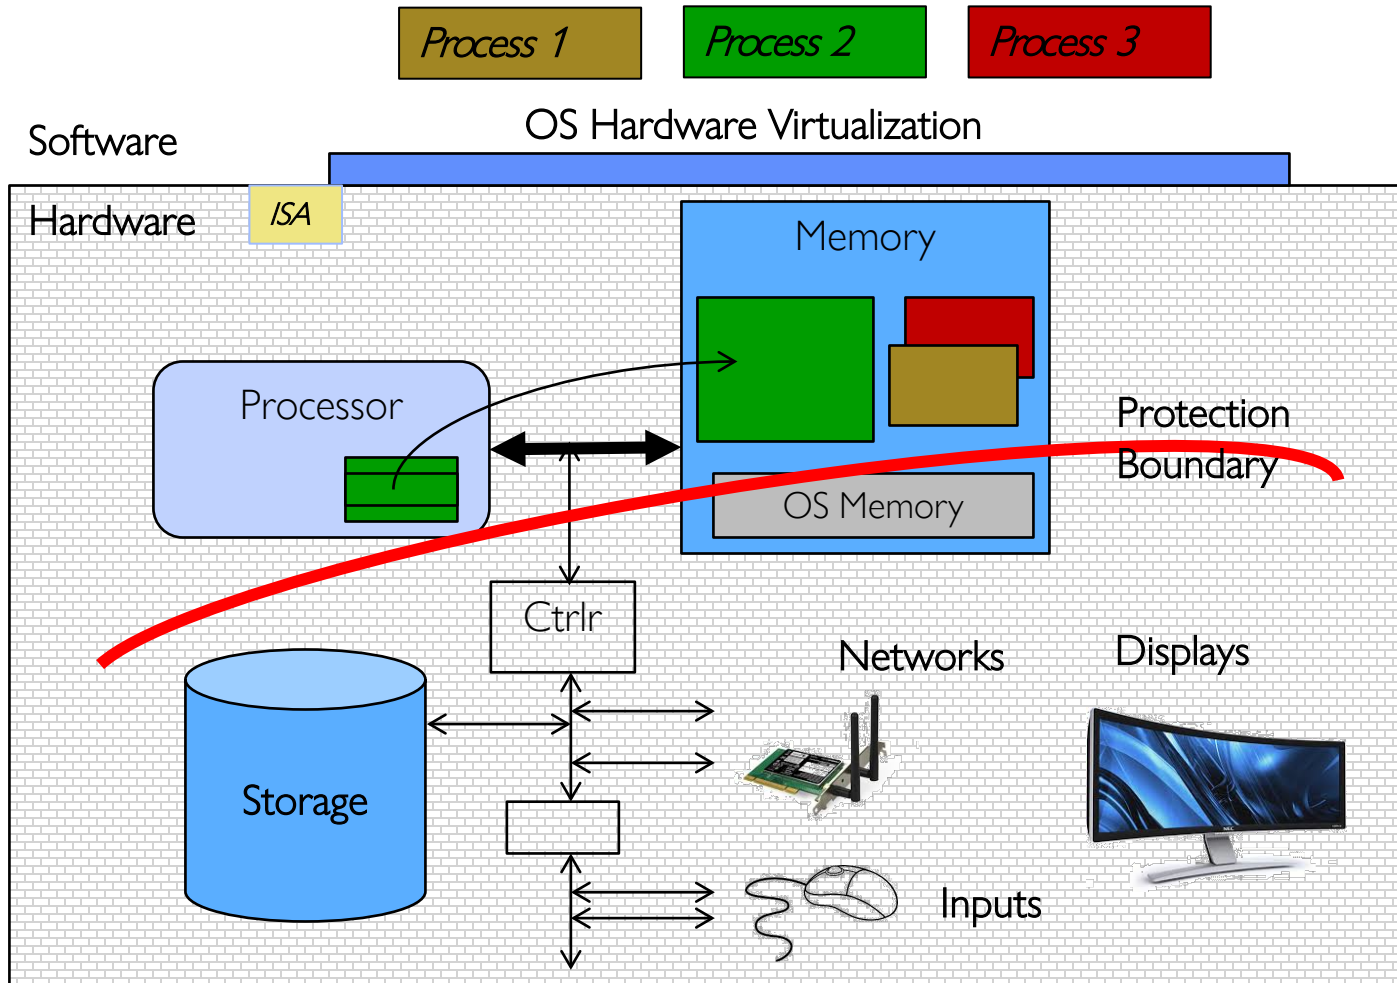 Process 1
Process 2
Process 3
OS Hardware Virtualization
Software
Hardware
ISA
Memory
Processor
Protection
Boundary
OS Memory
Ctrlr
Networks
Displays
Storage
NEC
Inputs